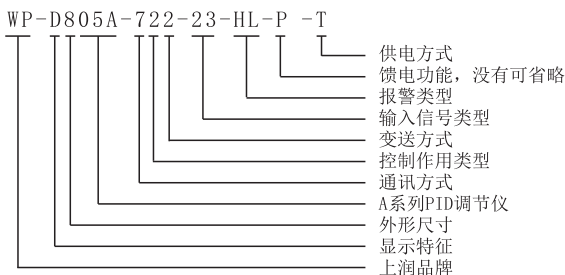 WP-D805A-722-23-HL-P -T
供电方式
馈电功能，没有可省略
报警类型
输入信号类型
变送方式
控制作用类型
通讯方式
A系列PID调节仪
外形尺寸
显示特征
上润品牌